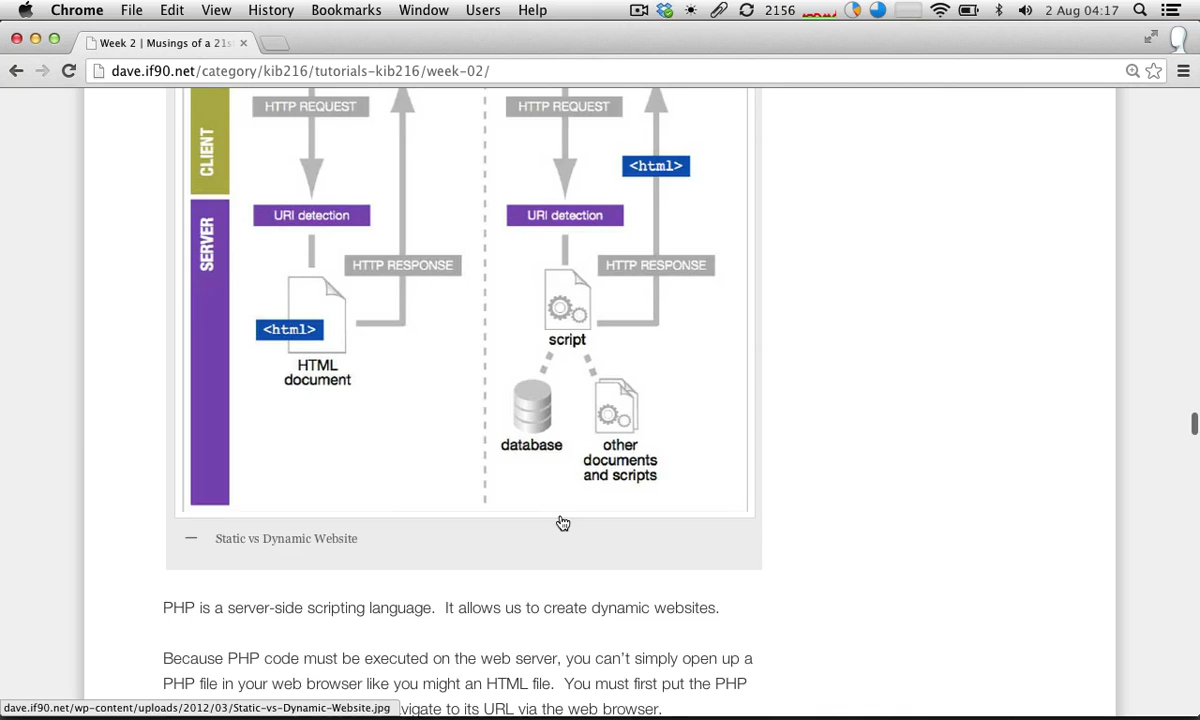 Chrome File Edit View History Bookmarks Window Users Help 2156 2 Aug 04:17
Week 2 | Musings of a 21s
dave.if90.net/category/kib216/tutorials-kib216/week-02/
CLIENT
HTTP REQUEST
HTTP REQUEST
<html>
SERVER
URI detection
URI detection
HTTP RESPONSE
HTTP RESPONSE
<html>
HTML
document
script
database
other
documents
and scripts
— Static vs Dynamic Website
PHP is a server-side scripting language. It allows us to create dynamic websites.
Because PHP code must be executed on the web server, you can't simply open up a
PHP file in your web browser like you might an HTML file. You must first put the PHP
vigate to its URL via the web browser.
dave.if90.net/wp-content/uploads/2012/03/Static-vs-Dynamic-Website.jpg